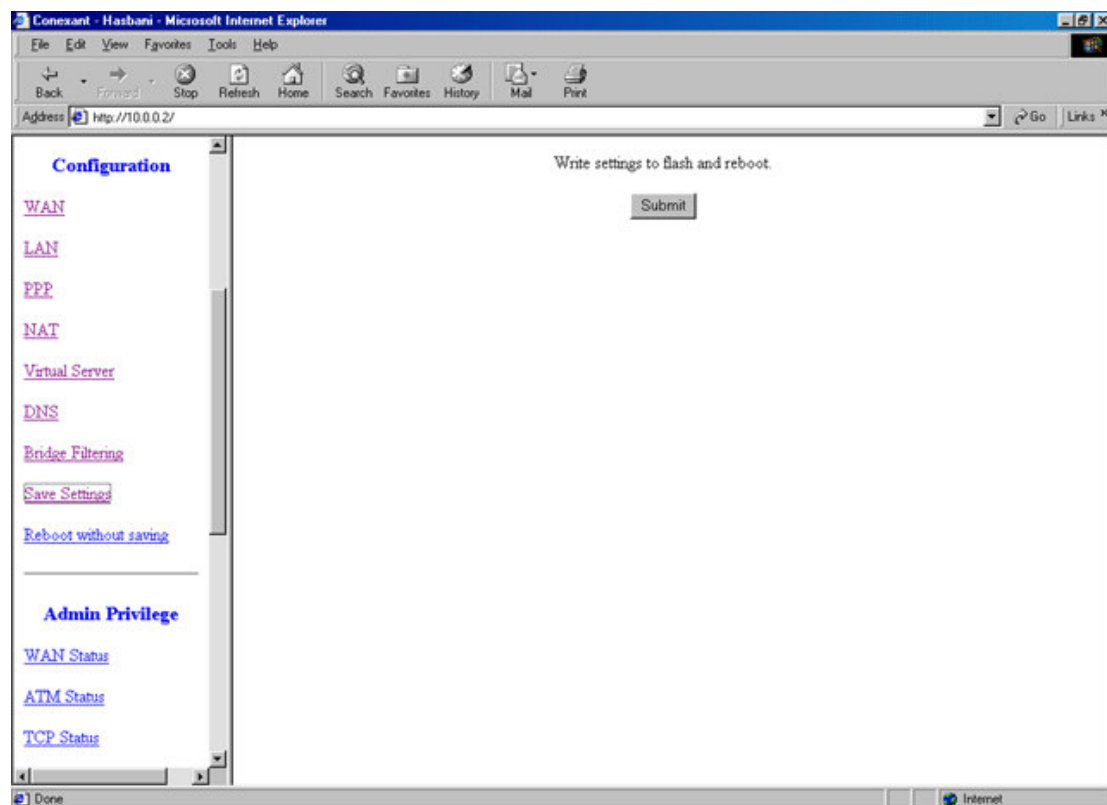 Conexant - Hasbani - Microsoft Internet Explorer
File Edit View Favorites Tools Help
Back Forward Stop Refresh Home Search Favorites History Mail Print
Address http://10.0.0.2/ Go Links »
Configuration
WAN
LAN
PPP
NAT
Virtual Server
DNS
Bridge Filtering
Save Settings
Reboot without saving
Admin Privilege
WAN Status
ATM Status
TCP Status
Write settings to flash and reboot.
Submit
Done Internet